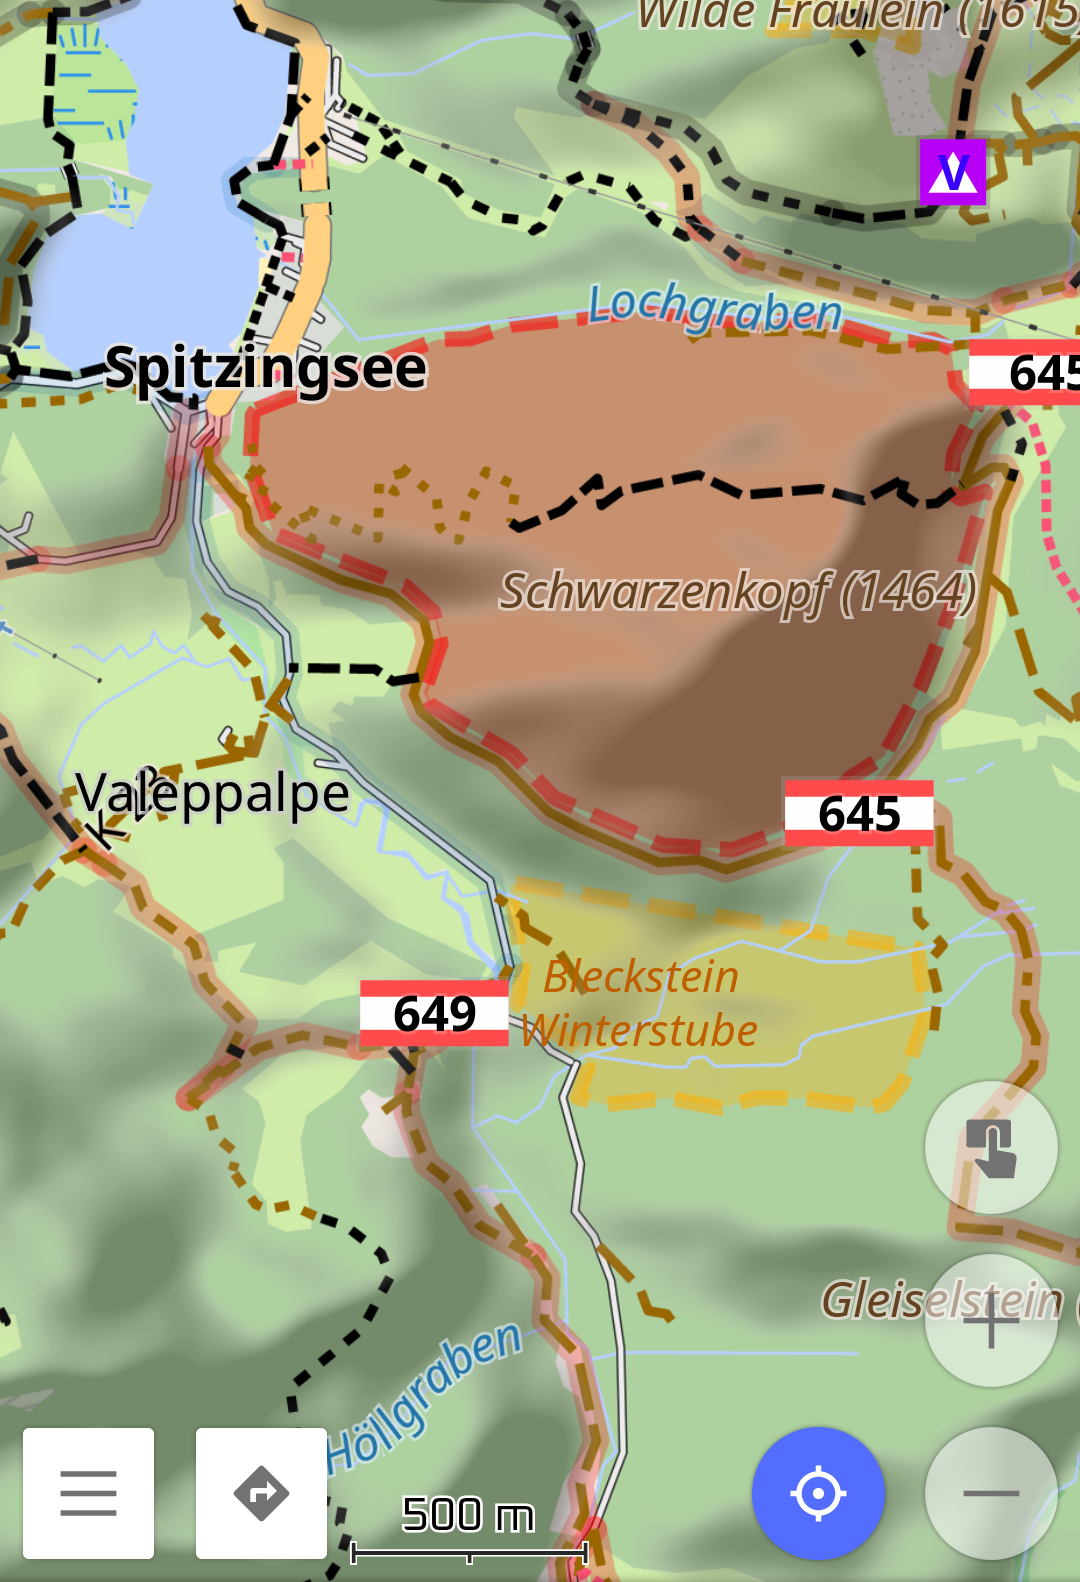 Wilde Fräulein (1615)
V
Lochgraben
Spitzingsee
645
Schwarzenkopf (1464)
Valeppalpe
645
Bleckstein
Winterstube
649
Gleiselstein (
Höllgraben
500 m